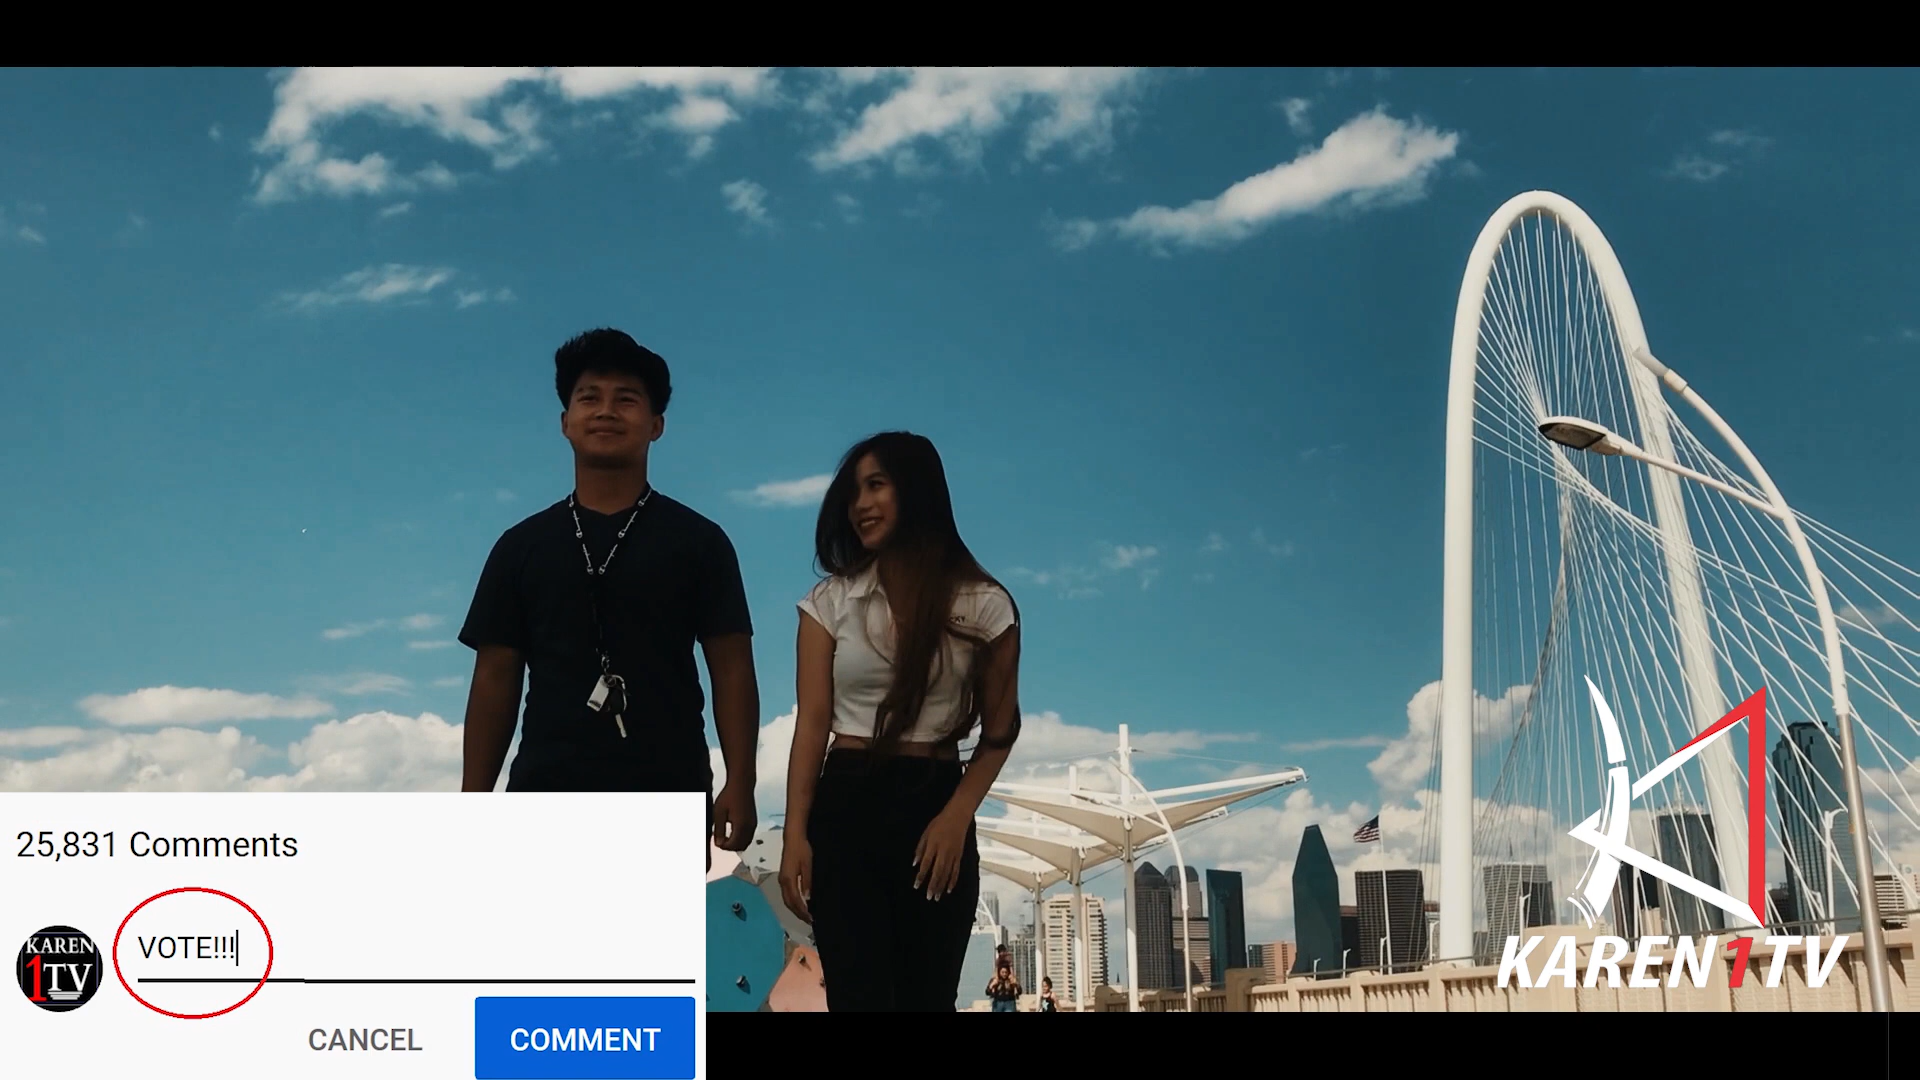 25,831 Comments
KAREN
1TV
VOTE!!!
CANCEL
COMMENT
KAREN1TV